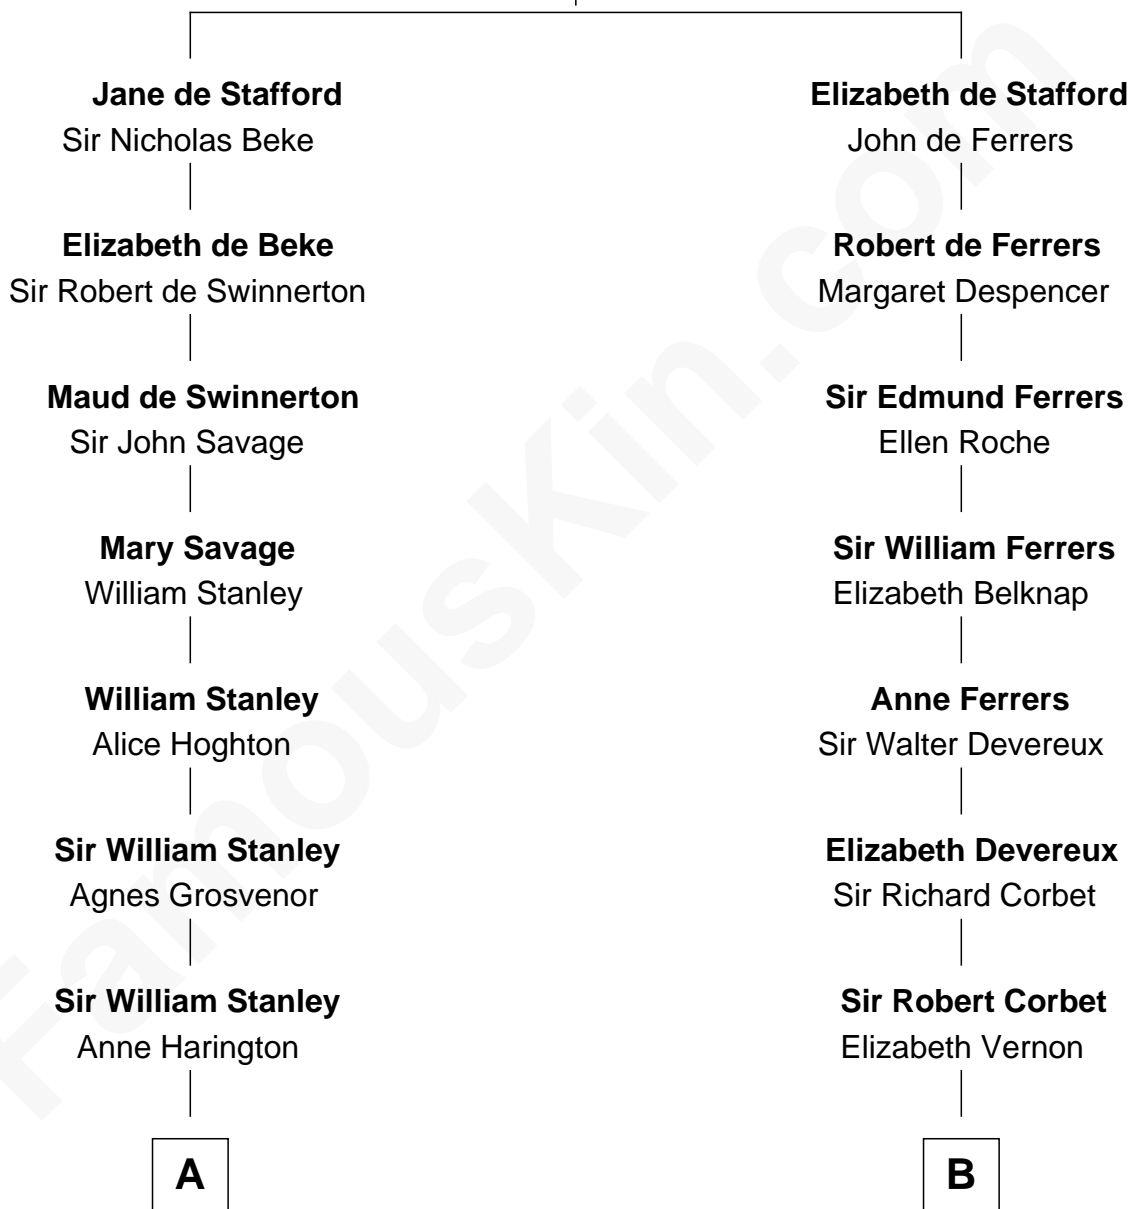 Jane de Stafford
Sir Nicholas Beke
Elizabeth de Beke
Sir Robert de Swinnerton
Maud de Swinnerton
Sir John Savage
Mary Savage
William Stanley
William Stanley
Alice Hoghton
Sir William Stanley
Agnes Grosvenor
Sir William Stanley
Anne Harington
A
Elizabeth de Stafford
John de Ferrers
Robert de Ferrers
Margaret Despencer
Sir Edmund Ferrers
Ellen Roche
Sir William Ferrers
Elizabeth Belknap
Anne Ferrers
Sir Walter Devereux
Elizabeth Devereux
Sir Richard Corbet
Sir Robert Corbet
Elizabeth Vernon
B
FamousKin.com